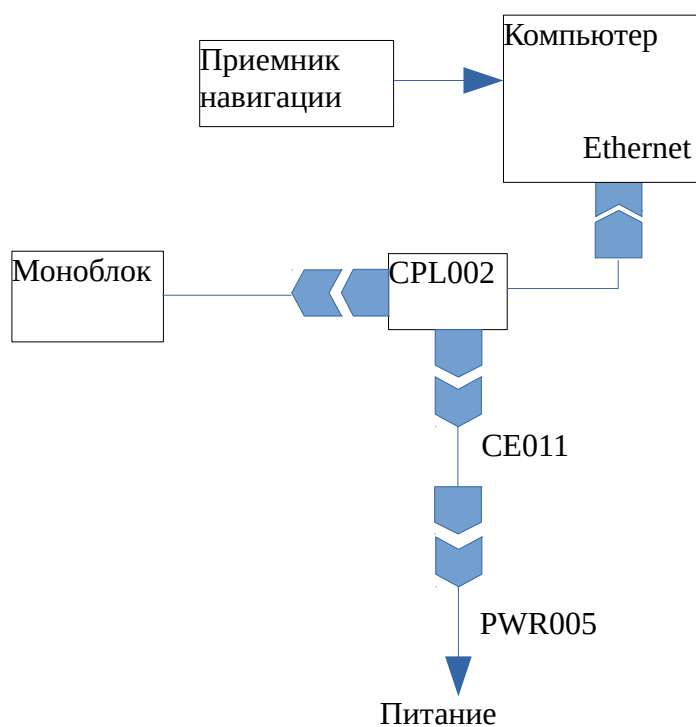 Приемник
навигации
Компьютер
Ethernet
Моноблок
CPL002
CE011
PWR005
Питание